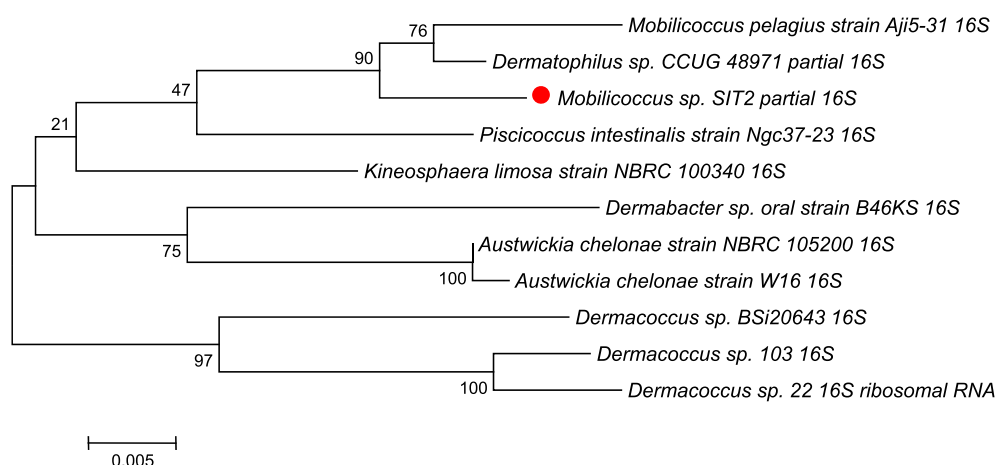 Mobilicoccus pelagius strain Aji5-31 16S
76
Dermatophilus sp. CCUG 48971 partial 16S
90
Mobilicoccus sp. SIT2 partial 16S
47
Piscicoccus intestinalis strain Ngc37-23 16S
21
Kineosphaera limosa strain NBRC 100340 16S
Dermabacter sp. oral strain B46KS 16S
75
Austwickia chelonae strain NBRC 105200 16S
100
Austwickia chelonae strain W16 16S
Dermacoccus sp. BSi20643 16S
97
Dermacoccus sp. 103 16S
100
Dermacoccus sp. 22 16S ribosomal RNA
0.005